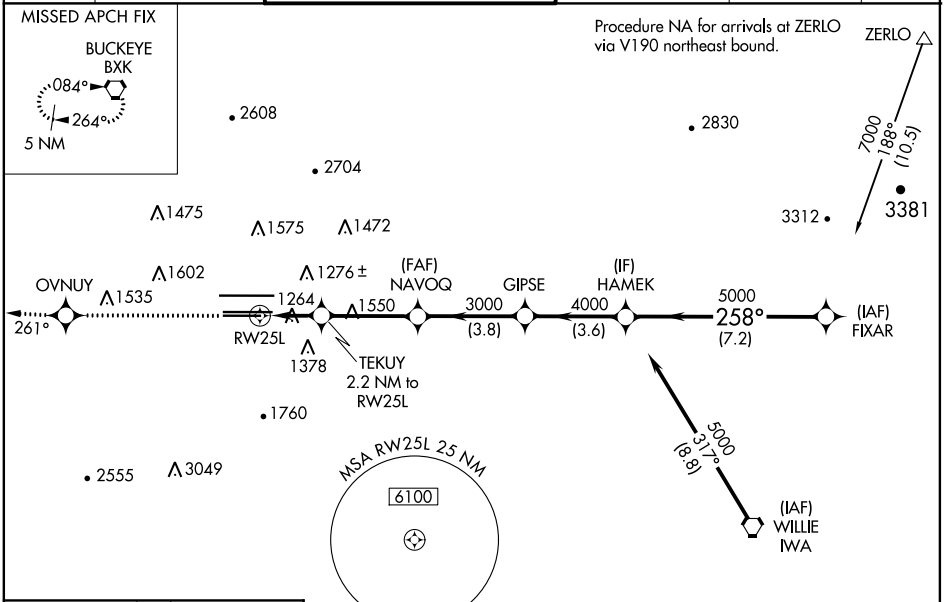 MISSED APCH FIX
BUCKEYE
BXK
084°
264°
5 NM
Procedure NA for arrivals at ZERLO
via V190 northeast bound.
ZERLO
7000
188°
(10.5)
2608
2830
2704
3381
3312
1475
1575
1472
1602
1276 ±
OVNUY
1535
1264
1550
(FAF)
NAVOQ
3000
(3.8)
GIPSE
4000
(3.6)
(IF)
HAMEK
5000
258°
(7.2)
(IAF)
FIXAR
261°
RW25L
1378
TEKUY
2.2 NM to
RW25L
1760
2555
3049
MSA RW25L 25 NM
6100
5000
317°
(8.8)
(IAF)
WILLIE
IWA